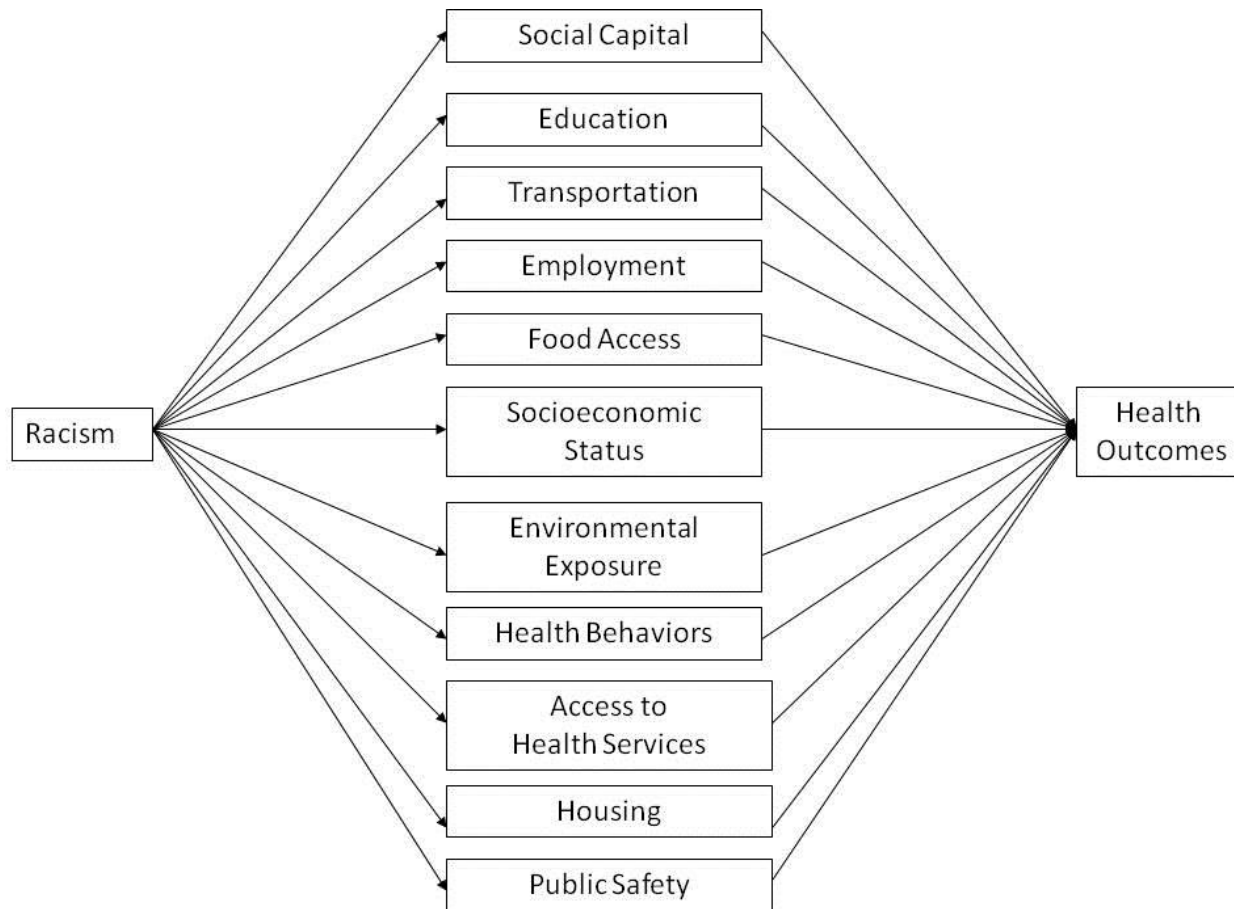 Social Capital
Education
Transportation
Employment
Food Access
Racism
Socioeconomic
Status
Health
Outcomes
Environmental
Exposure
Health Behaviors
Access to
Health Services
Housing
Public Safety